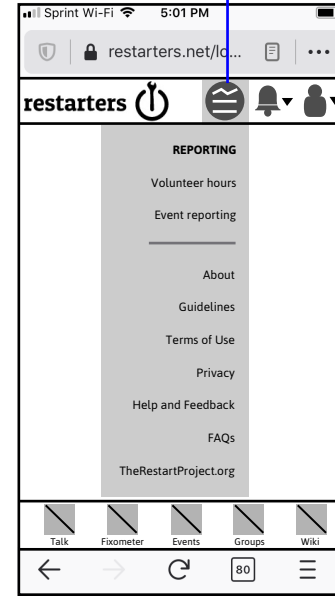 Sprint Wi-Fi 5:01 PM
restarters.net/lo...
restarters
REPORTING
Volunteer hours
Event reporting
About
Guidelines
Terms of Use
Privacy
Help and Feedback
FAQs
TheRestartProject.org
Talk Fixometer Events Groups Wiki
80